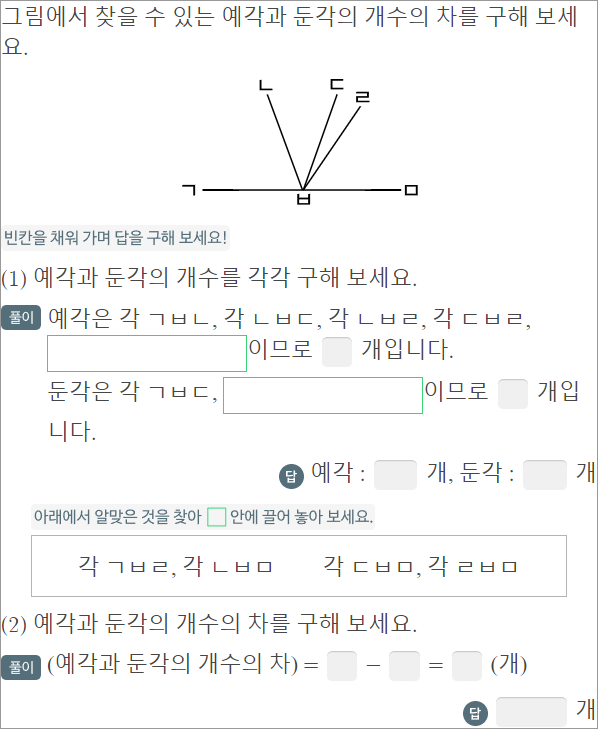 그림에서 찾을 수 있는 예각과 둔각의 개수의 차를 구해 보세
요.
ㄴ ㄷ ㄹ
ㄱ ㅂ ㅁ
빈칸을 채워 가며 답을 구해 보세요!
(1) 예각과 둔각의 개수를 각각 구해 보세요.
풀이 예각은 각 ㄱㅂㄴ, 각 ㄴㅂㄷ, 각 ㄴㅂㄹ, 각 ㄷㅂㄹ,
이므로 개입니다.
둔각은 각 ㄱㅂㄷ, 이므로 개입
니다.
답 예각 : 개, 둔각 : 개
아래에서 알맞은 것을 찾아 안에 끌어 놓아 보세요.
각 ㄱㅂㄹ, 각 ㄴㅂㅁ 각 ㄷㅂㅁ, 각 ㄹㅂㅁ
(2) 예각과 둔각의 개수의 차를 구해 보세요.
풀이 (예각과 둔각의 개수의 차) = − = (개)
답 개